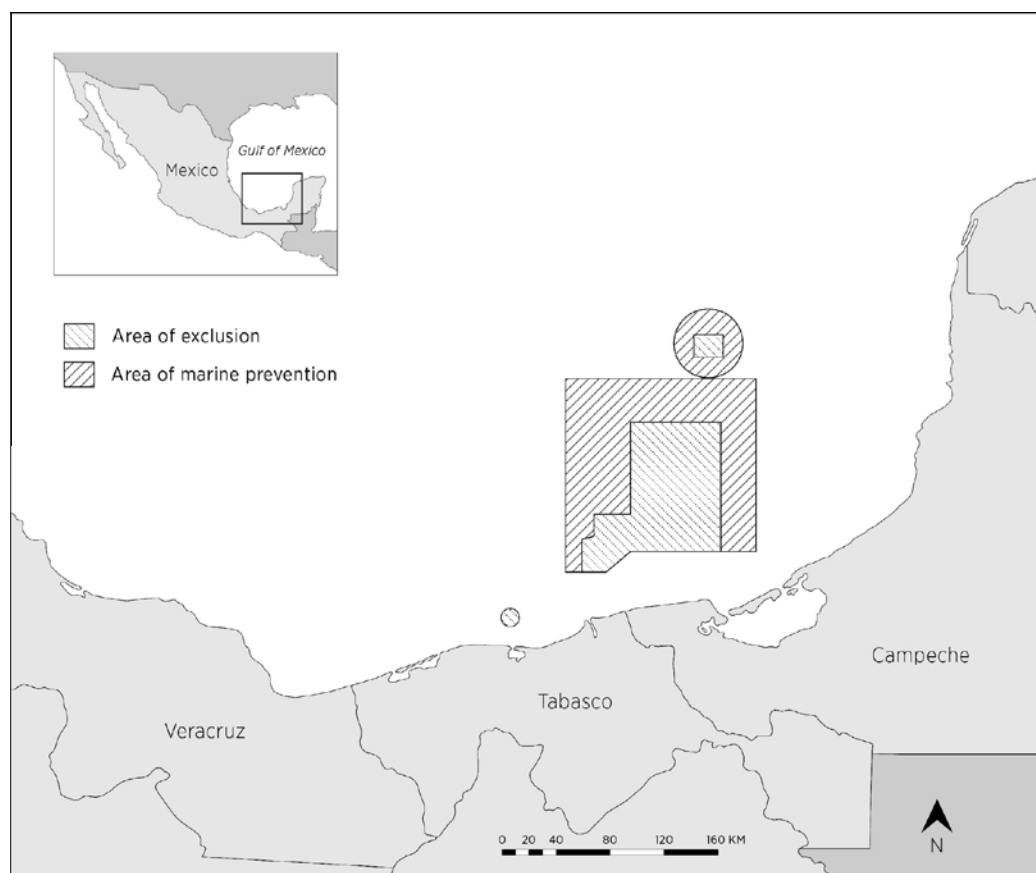 Gulf of Mexico
Mexico
Area of exclusion
Area of marine prevention
Campeche
Tabasco
Veracruz
0 20 40 80 120 160 KM
N